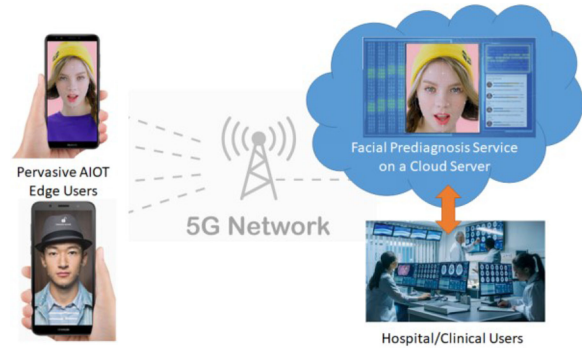 Facial Prediagnosis Service
on a Cloud Server
Pervasive AIOT
Edge Users
5G Network
Hospital/Clinical Users